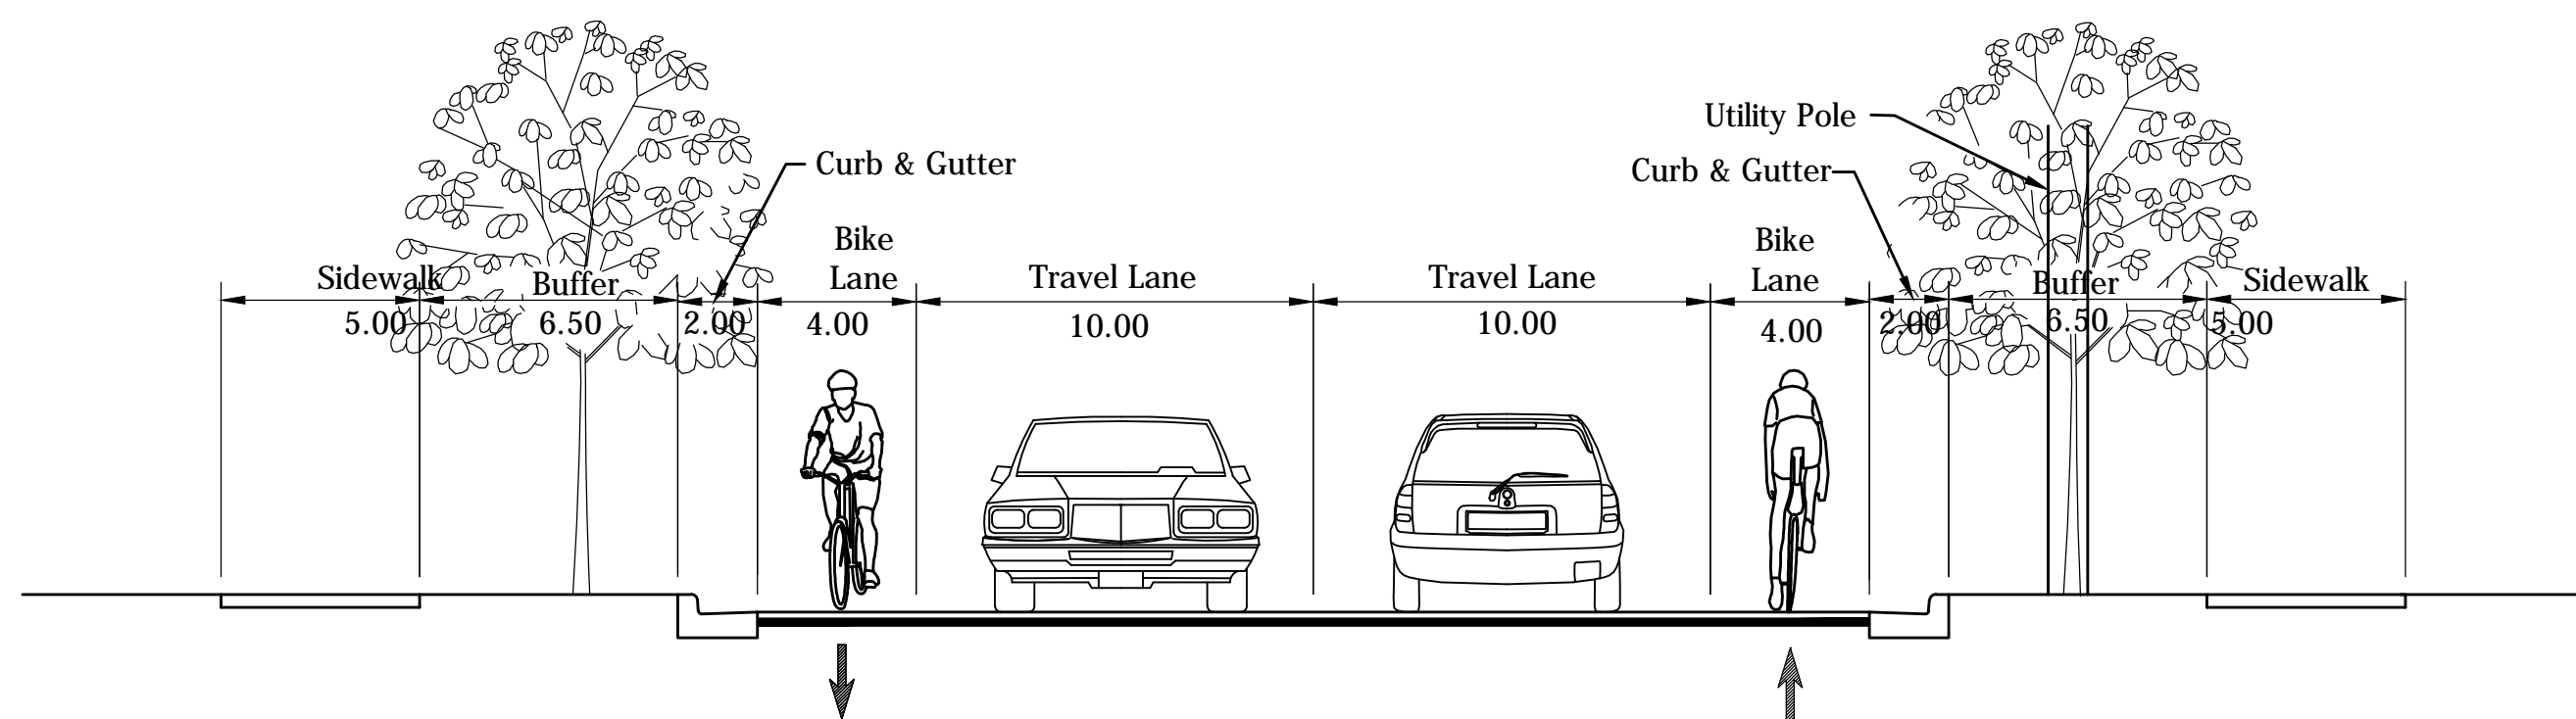 Utility Pole
Curb & Gutter
Curb & Gutter
Bike
Lane
Bike
Lane
Sidewalk
Buffer
Travel Lane
Travel Lane
Buffer
Sidewalk
5.00
6.50
2.00
4.00
10.00
10.00
4.00
2.00
6.50
5.00